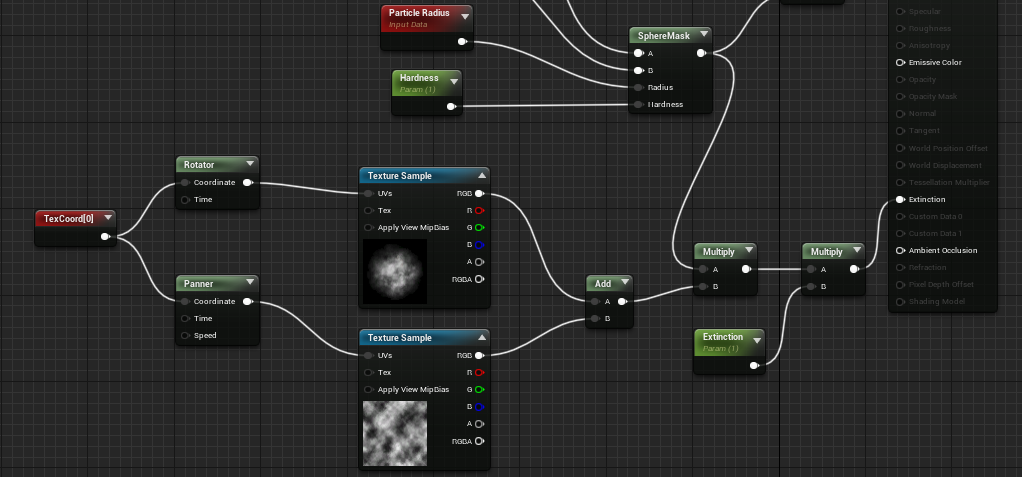 Particle Radius
Input Data
Hardness
Param (1)
SphereMask
A
B
Radius
Hardness
Specular
Roughness
Anisotropy
Emissive Color
Opacity
Opacity Mask
Normal
Tangent
World Position Offset
World Displacement
Tessellation Multiplier
Extinction
Custom Data 0
Custom Data 1
Ambient Occlusion
Refraction
Pixel Depth Offset
Shading Model
TexCoord[0]
Rotator
Coordinate
Time
Panner
Coordinate
Time
Speed
Texture Sample
UVs RGB
Tex R
Apply View MipBias G
B
A
RGBA
Texture Sample
UVs RGB
Tex R
Apply View MipBias G
B
A
RGBA
Add
A
B
Multiply
A
B
Multiply
A
B
Extinction
Param (1)